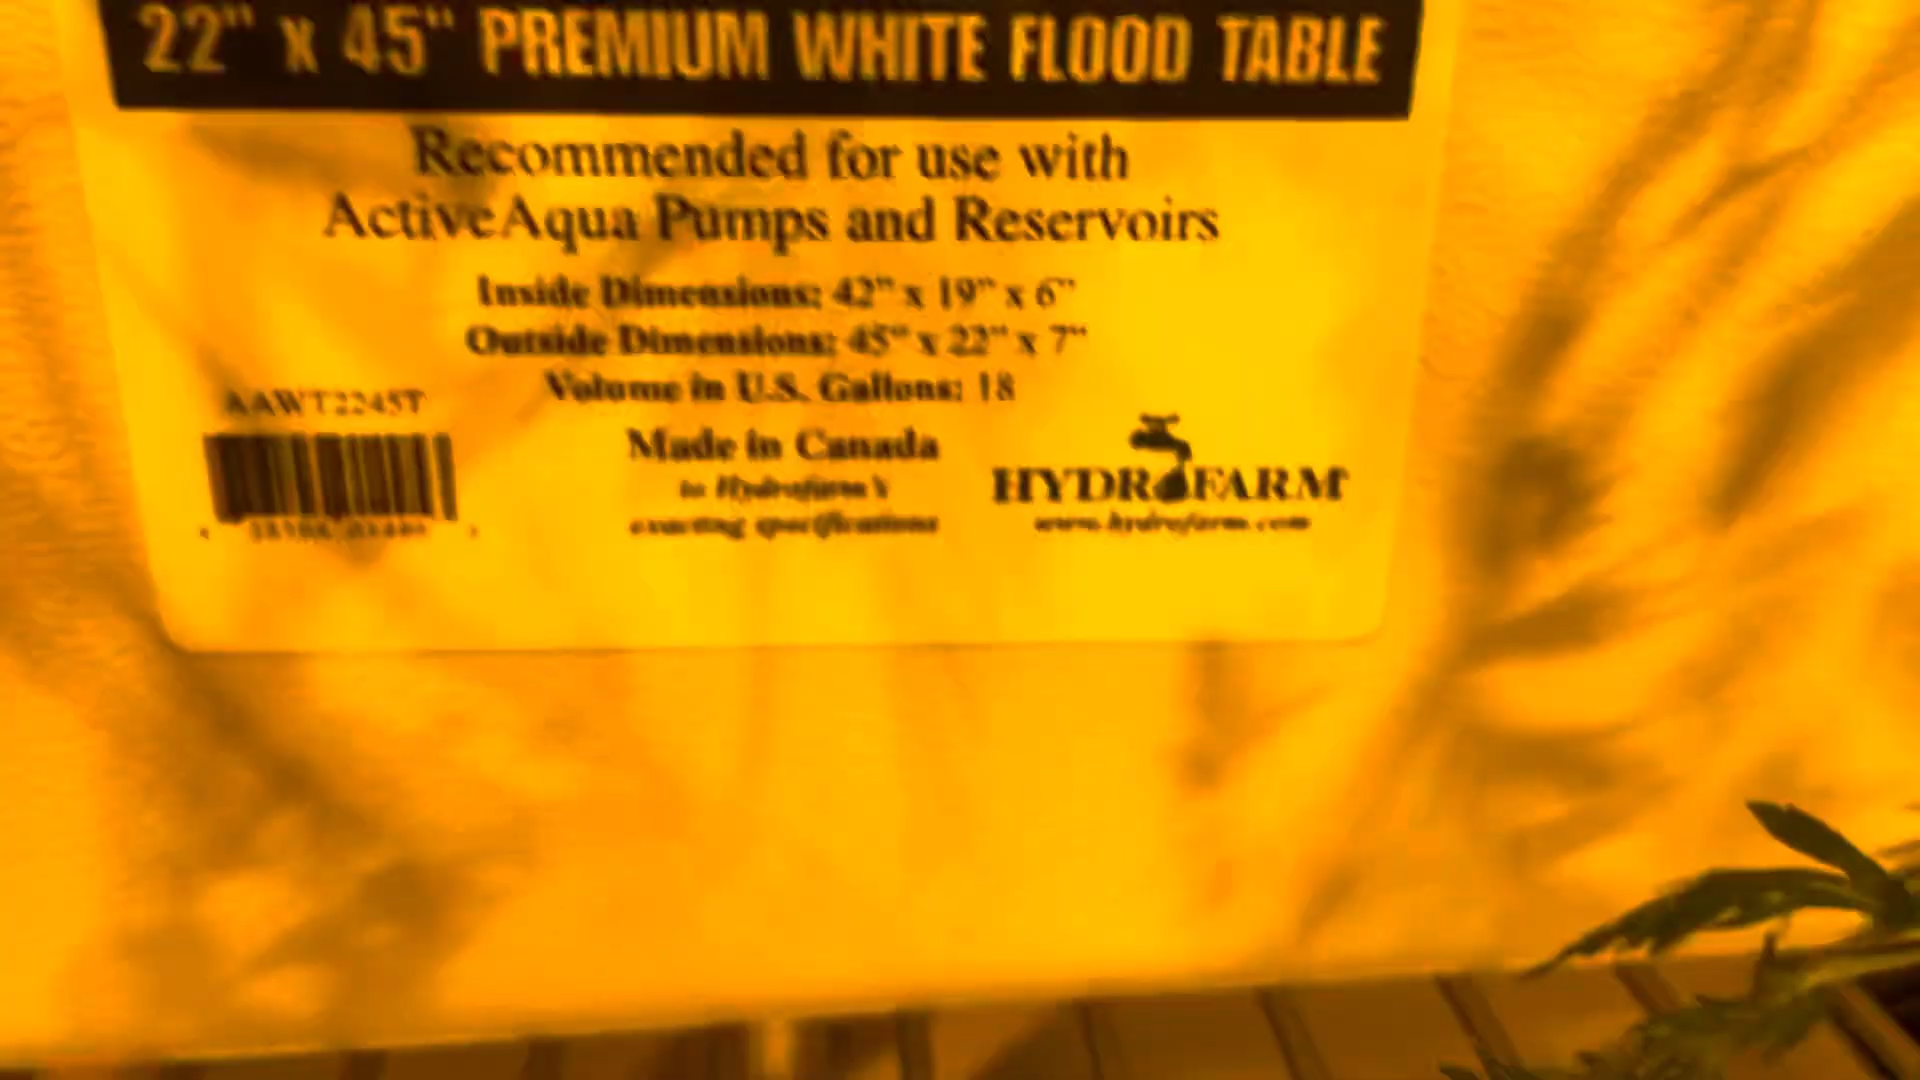 22" x 45" PREMIUM WHITE FLOOD TABLE
Recommended for use with
ActiveAqua Pumps and Reservoirs
Inside Dimensions: 42" x 19" x 6"
Outside Dimensions: 45" x 22" x 7"
Volume in U.S. Gallons: 18
AAWT2245T
Made in Canada
to Hydrofarm's
exacting specifications
HYDROFARM
www.hydrofarm.com